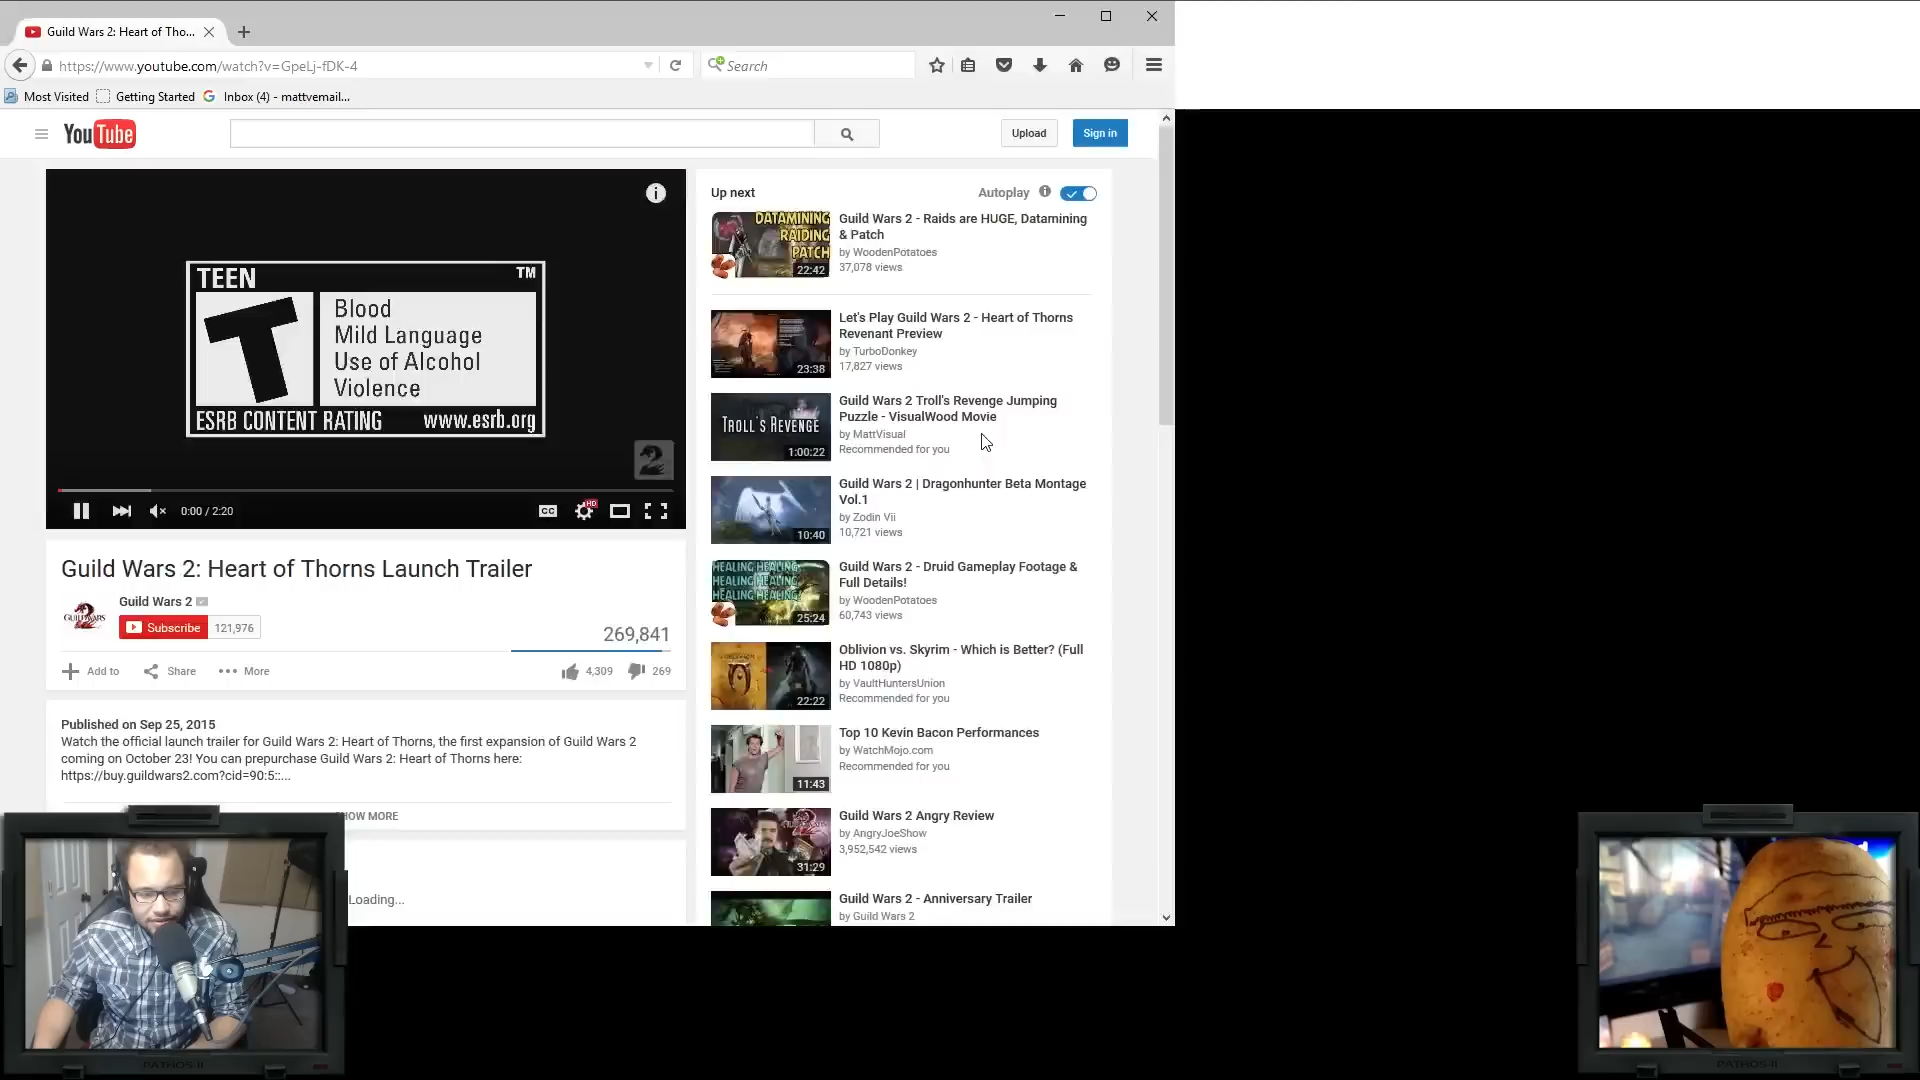 Guild Wars 2: Heart of Tho...
https://www.youtube.com/watch?v=GpeLj-fDK-4
Search
Most Visited
Getting Started
Inbox (4) - mattvemail...
YouTube
Upload
Sign in
TEEN
TM
T
Blood
Mild Language
Use of Alcohol
Violence
ESRB CONTENT RATING
www.esrb.org
2
0:00 / 2:20
CC
HD
Guild Wars 2: Heart of Thorns Launch Trailer
GUILD WARS 2
Guild Wars 2
Subscribe
121,976
269,841
Add to
Share
More
4,309
269
Published on Sep 25, 2015
Watch the official launch trailer for Guild Wars 2: Heart of Thorns, the first expansion of Guild Wars 2
coming on October 23! You can prepurchase Guild Wars 2: Heart of Thorns here:
https://buy.guildwars2.com?cid=90:5::...
HOW MORE
Loading...
Up next
Autoplay
DATAMINING
RAIDING
PATCH
22:42
Guild Wars 2 - Raids are HUGE, Datamining
& Patch
by WoodenPotatoes
37,078 views
23:38
Let's Play Guild Wars 2 - Heart of Thorns
Revenant Preview
by TurboDonkey
17,827 views
TROLL'S REVENGE
1:00:22
Guild Wars 2 Troll's Revenge Jumping
Puzzle - VisualWood Movie
by MattVisual
Recommended for you
10:40
Guild Wars 2 | Dragonhunter Beta Montage
Vol.1
by Zodin Vii
10,721 views
HEALING HEALING
HEALING HEALING
HEALING HEALING!
25:24
Guild Wars 2 - Druid Gameplay Footage &
Full Details!
by WoodenPotatoes
60,743 views
22:22
Oblivion vs. Skyrim - Which is Better? (Full
HD 1080p)
by VaultHuntersUnion
Recommended for you
11:43
Top 10 Kevin Bacon Performances
by WatchMojo.com
Recommended for you
31:29
Guild Wars 2 Angry Review
by AngryJoeShow
3,952,542 views
Guild Wars 2 - Anniversary Trailer
by Guild Wars 2
PATHOS-II
PATHOS-II